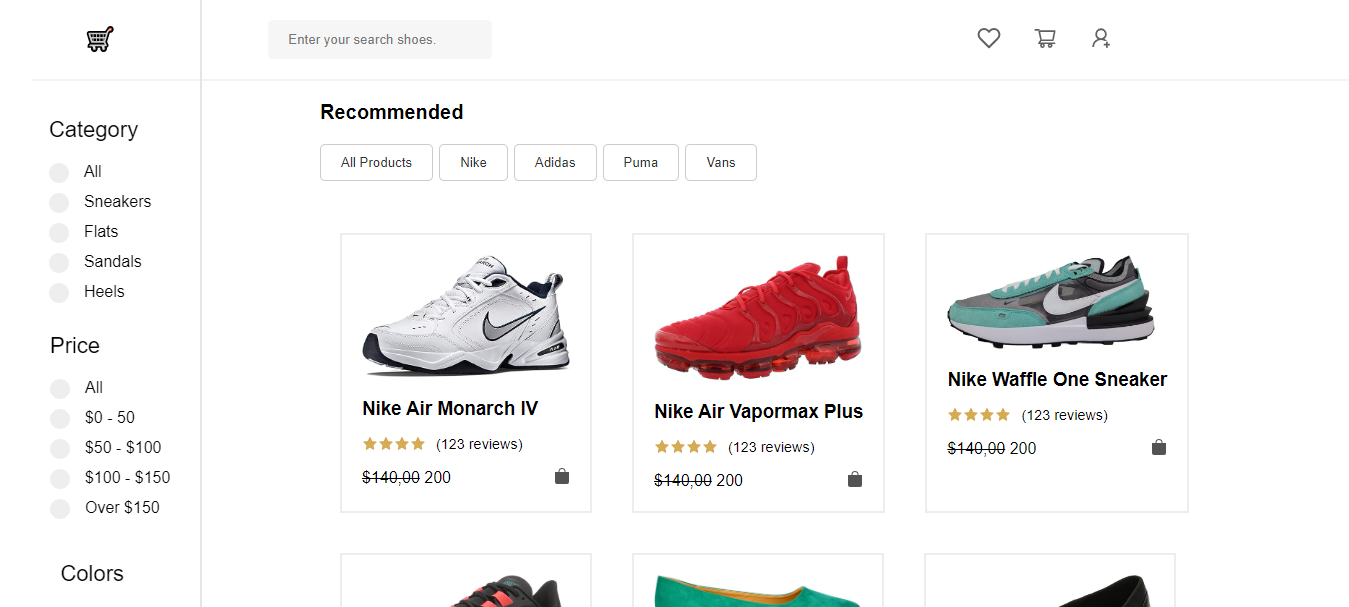 Enter your search shoes.
Category
All
Sneakers
Flats
Sandals
Heels
Price
All
$0 - 50
$50 - $100
$100 - $150
Over $150
Colors
Recommended
All Products
Nike
Adidas
Puma
Vans
Nike Air Monarch IV
(123 reviews)
$140,00 200
Nike Air Vapormax Plus
(123 reviews)
$140,00 200
Nike Waffle One Sneaker
(123 reviews)
$140,00 200